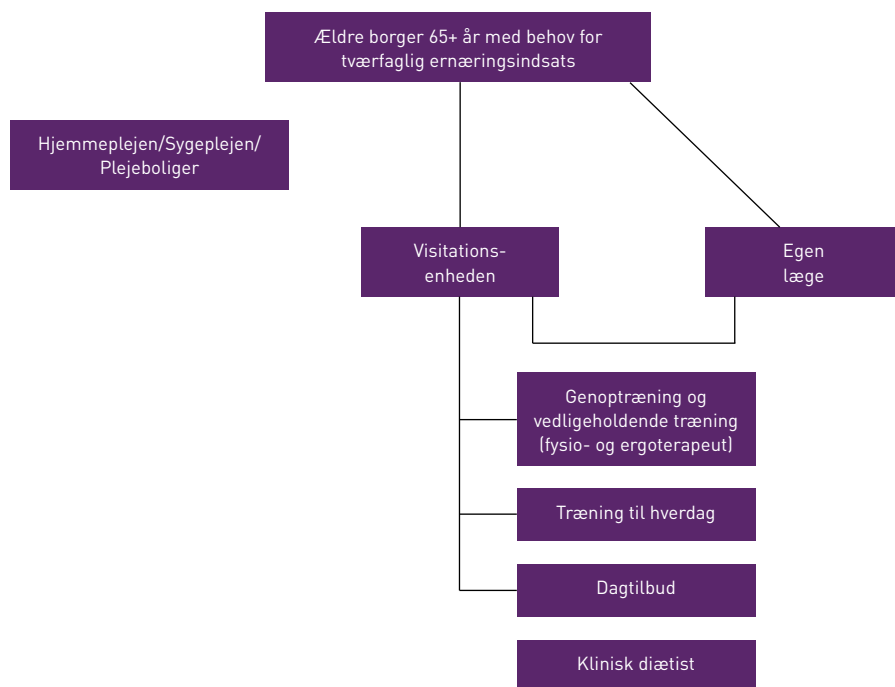 Ældre borger 65+ år med behov for
tværfaglig ernæringsindsats
Hjemmeplejen/Sygeplejen/
Plejeboliger
Visitations-
enheden
Egen
læge
Genoptræning og
vedligeholdende træning
(fysio- og ergoterapeut)
Træning til hverdag
Dagtilbud
Klinisk diætist